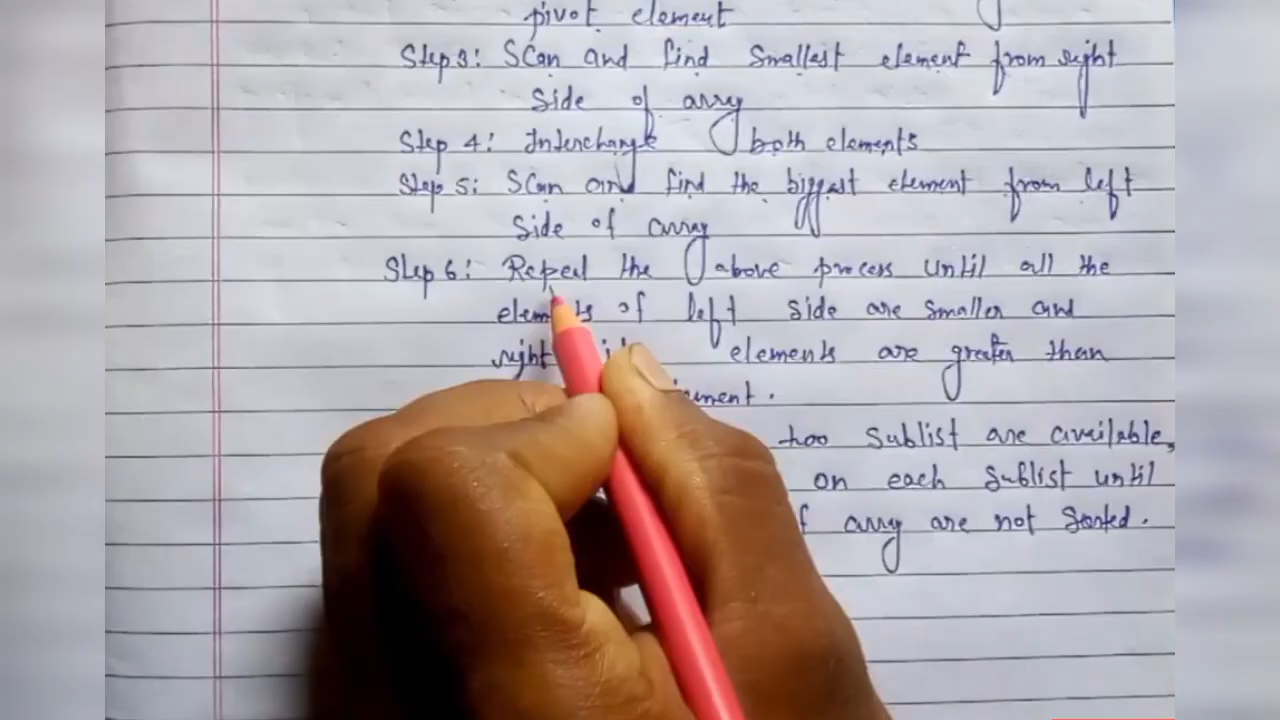 pivot element
Step 3: Scan and find smallest element from right
side of arry
Step 4: Interchange both elements
Step 5: Scan and find the biggest element from left
side of array
Step 6: Repeat the above process until all the
elements of left side are smaller and
right elements are greater than
too sublist are available,
on each sublist until
arry are not sorted.